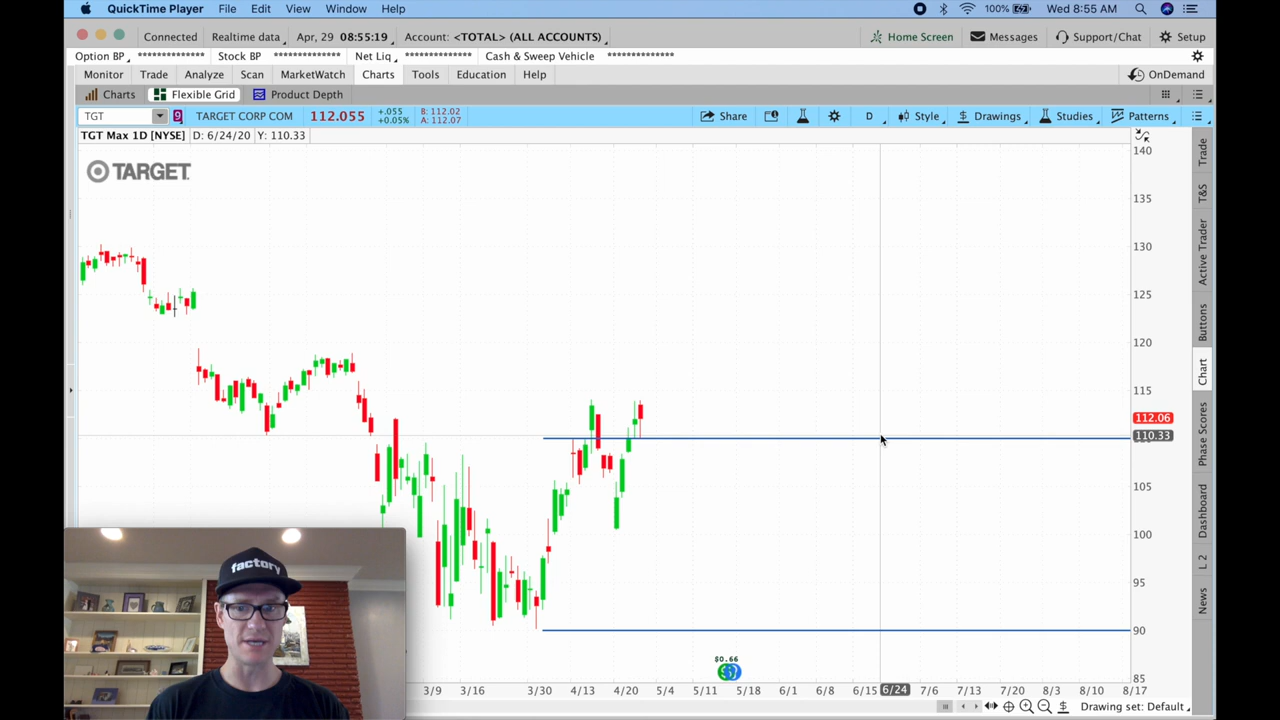 QuickTime Player File Edit View Window Help 100% Wed 8:55 AM
Connected Realtime data Apr, 29 08:55:19 Account: <TOTAL> (ALL ACCOUNTS) Home Screen Messages Support/Chat Setup
Option BP ************** Stock BP ************** Net Liq ************** Cash & Sweep Vehicle **************
Monitor Trade Analyze Scan MarketWatch Charts Tools Education Help OnDemand
Charts Flexible Grid Product Depth
TGT 9 TARGET CORP COM 112.055 +.055 +0.05% B: 112.02 A: 112.07 Share D Style Drawings Studies Patterns
TGT Max 1D [NYSE] D: 6/24/20 Y: 110.33
TARGET
140
135
130
125
120
115
112.06
110.33
105
100
95
90
85
$0.66
3/9 3/16 3/30 4/13 4/20 5/4 5/11 5/18 6/1 6/8 6/15 6/24 7/6 7/13 7/20 8/3 8/10 8/17
Drawing set: Default
Trade
T&S
Active Trader
Buttons
Chart
Phase Scores
Dashboard
L 2
News
factory